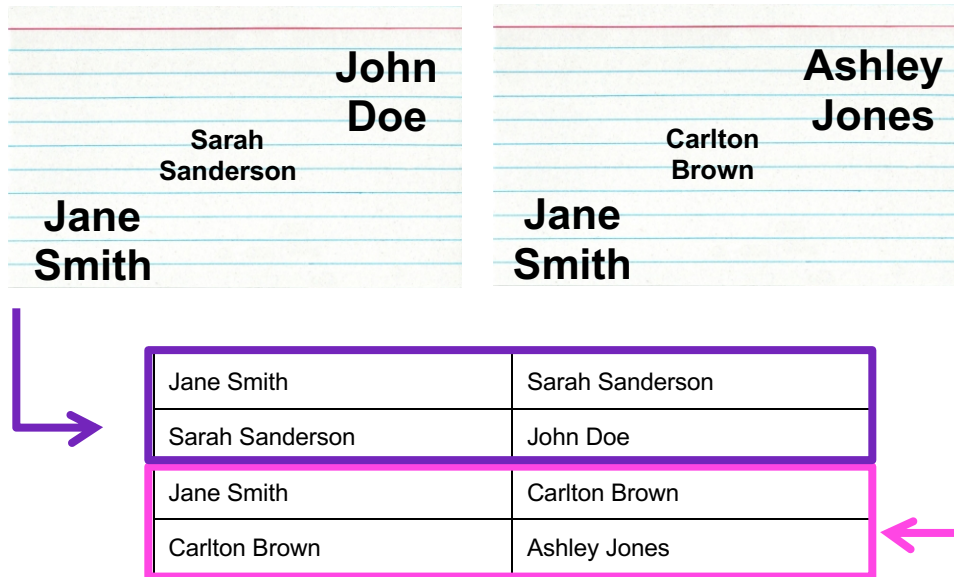 John
Doe
Sarah
Sanderson
Jane
Smith
Ashley
Jones
Carlton
Brown
Jane
Smith
Jane Smith Sarah Sanderson
Sarah Sanderson John Doe
Jane Smith Carlton Brown
Carlton Brown Ashley Jones